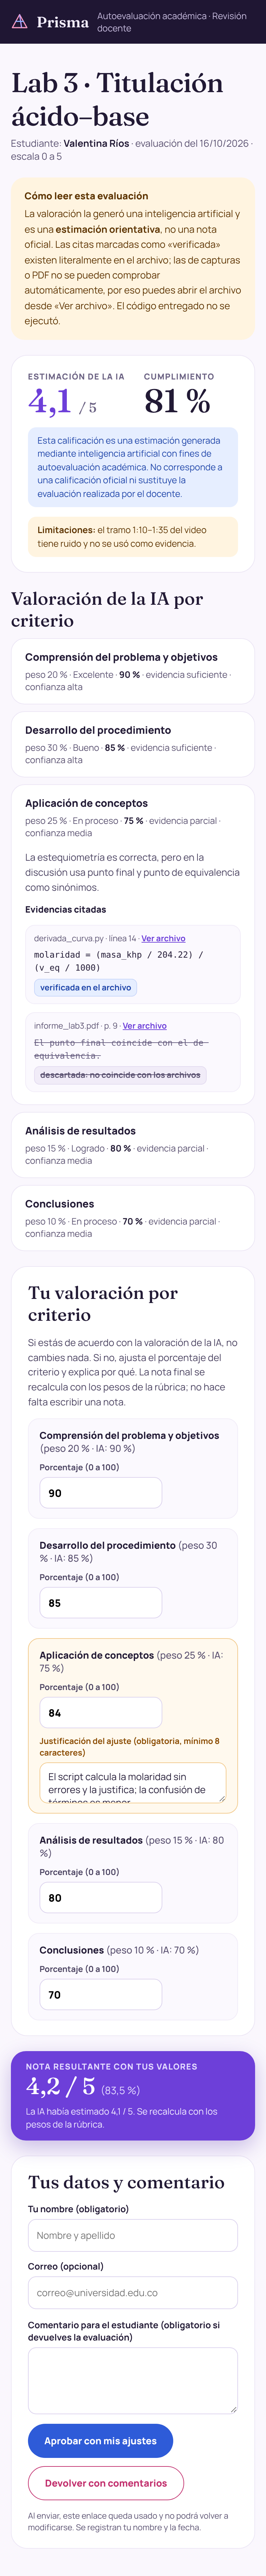 Prisma
Autoevaluación académica · Revisión
docente
Lab 3 · Titulación
ácido–base
Estudiante: Valentina Ríos · evaluación del 16/10/2026 ·
escala 0 a 5
Cómo leer esta evaluación
La valoración la generó una inteligencia artificial y
es una estimación orientativa, no una nota
oficial. Las citas marcadas como «verificada»
existen literalmente en el archivo; las de capturas
o PDF no se pueden comprobar
automáticamente, por eso puedes abrir el archivo
desde «Ver archivo». El código entregado no se
ejecutó.
ESTIMACIÓN DE LA IA
4,1 / 5
CUMPLIMIENTO
81 %
Esta calificación es una estimación generada
mediante inteligencia artificial con fines de
autoevaluación académica. No corresponde a
una calificación oficial ni sustituye la
evaluación realizada por el docente.
Limitaciones: el tramo 1:10–1:35 del video
tiene ruido y no se usó como evidencia.
Valoración de la IA por
criterio
Comprensión del problema y objetivos
peso 20 % · Excelente · 90 % · evidencia suficiente ·
confianza alta
Desarrollo del procedimiento
peso 30 % · Bueno · 85 % · evidencia suficiente ·
confianza alta
Aplicación de conceptos
peso 25 % · En proceso · 75 % · evidencia parcial ·
confianza media
La estequiometría es correcta, pero en la
discusión usa punto final y punto de equivalencia
como sinónimos.
Evidencias citadas
derivada_curva.py · línea 14 · Ver archivo
molaridad = (masa_khp / 204.22) /
(v_eq / 1000)
verificada en el archivo
informe_lab3.pdf · p. 9 · Ver archivo
El punto final coincide con el de
equivalencia.
descartada: no coincide con los archivos
Análisis de resultados
peso 15 % · Logrado · 80 % · evidencia parcial ·
confianza media
Conclusiones
peso 10 % · En proceso · 70 % · evidencia parcial ·
confianza media
Tu valoración por
criterio
Si estás de acuerdo con la valoración de la IA, no
cambies nada. Si no, ajusta el porcentaje del
criterio y explica por qué. La nota final se
recalcula con los pesos de la rúbrica; no hace
falta escribir una nota.
Comprensión del problema y objetivos
(peso 20 % · IA: 90 %)
Porcentaje (0 a 100)
90
Desarrollo del procedimiento (peso 30
% · IA: 85 %)
Porcentaje (0 a 100)
85
Aplicación de conceptos (peso 25 % · IA:
75 %)
Porcentaje (0 a 100)
84
Justificación del ajuste (obligatoria, mínimo 8
caracteres)
El script calcula la molaridad sin
errores y la justifica; la confusión de
términos es menor
Análisis de resultados (peso 15 % · IA: 80
%)
Porcentaje (0 a 100)
80
Conclusiones (peso 10 % · IA: 70 %)
Porcentaje (0 a 100)
70
NOTA RESULTANTE CON TUS VALORES
4,2 / 5 (83,5 %)
La IA había estimado 4,1 / 5. Se recalcula con los
pesos de la rúbrica.
Tus datos y comentario
Tu nombre (obligatorio)
Nombre y apellido
Correo (opcional)
correo@universidad.edu.co
Comentario para el estudiante (obligatorio si
devuelves la evaluación)
Aprobar con mis ajustes
Devolver con comentarios
Al enviar, este enlace queda usado y no podrá volver a
modificarse. Se registran tu nombre y la fecha.